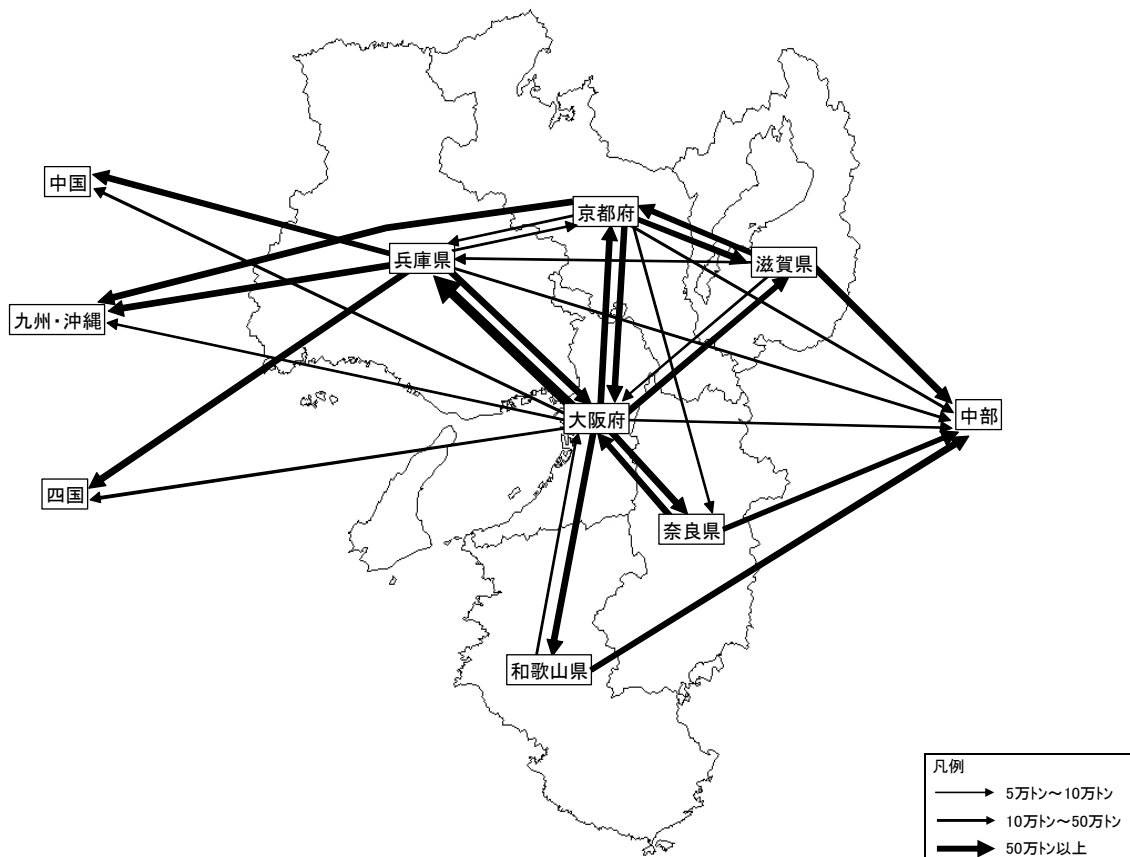 中国
京都府
兵庫県
滋賀県
九州・沖縄
大阪府
中部
四国
奈良県
和歌山県
凡例
5万トン～10万トン
10万トン～50万トン
50万トン以上